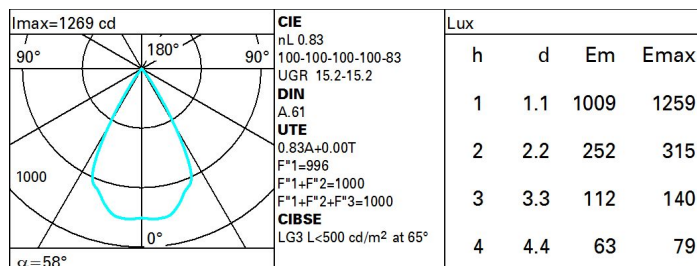 Imax=1269 cd
90°
180°
90°
1000
0°
α=58°
CIE
nL 0.83
100-100-100-100-83
UGR 15.2-15.2
DIN
A.61
UTE
0.83A+0.00T
F"1=996
F"1+F"2=1000
F"1+F"2+F"3=1000
CIBSE
LG3 L<500 cd/m² at 65°
Lux
h d Em Emax
1 1.1 1009 1259
2 2.2 252 315
3 3.3 112 140
4 4.4 63 79